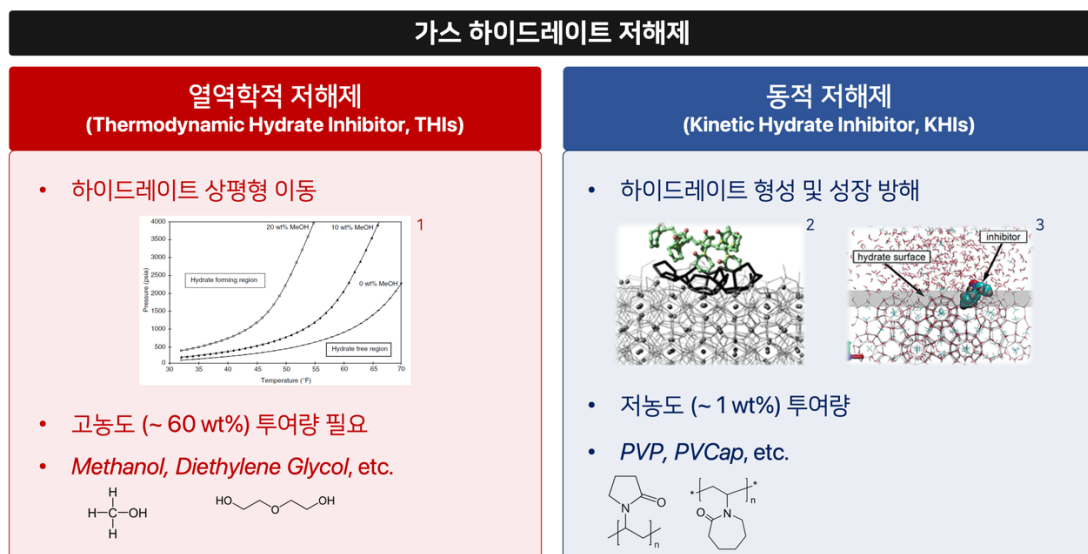 가스 하이드레이트 저해제
열역학적 저해제
(Thermodynamic Hydrate Inhibitor, THIs)
• 하이드레이트 상평형 이동
1
4000
3500
3000
2500
2000
1500
1000
500
0
Pressure (psia)
20 wt% MeOH
10 wt% MeOH
0 wt% MeOH
Hydrate forming region
Hydrate free region
30 35 40 45 50 55 60 65 70
Temperature (°F)
• 고농도 (~ 60 wt%) 투여량 필요
• Methanol, Diethylene Glycol, etc.
H
H–C–OH
H
HO O OH
동적 저해제
(Kinetic Hydrate Inhibitor, KHIs)
• 하이드레이트 형성 및 성장 방해
2
3
inhibitor
hydrate surface
• 저농도 (~ 1 wt%) 투여량
• PVP, PVCap, etc.
N O
n
* *
n
O N